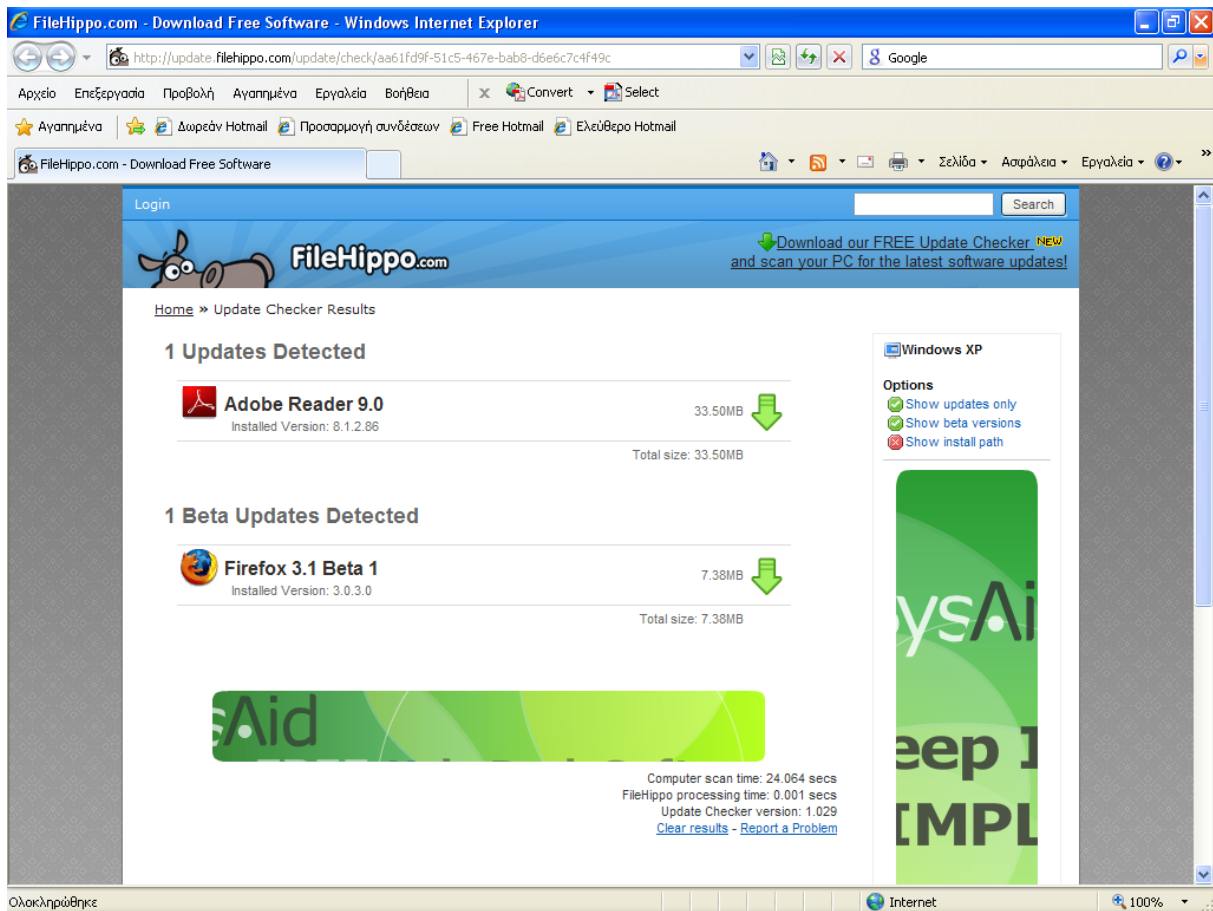 FileHippo.com - Download Free Software - Windows Internet Explorer
http://update.filehippo.com/update/check/aa61fd9f-51c5-467e-bab8-d6e6c7c4f49c
Google
Αρχείο Επεξεργασία Προβολή Αγαπημένα Εργαλεία Βοήθεια x Convert Select
Αγαπημένα Δωρεάν Hotmail Προσαρμογή συνδέσεων Free Hotmail Ελεύθερο Hotmail
FileHippo.com - Download Free Software
Σελίδα Ασφάλεια Εργαλεία »
Login
Search
FileHippo.com
Download our FREE Update Checker NEW
and scan your PC for the latest software updates!
Home » Update Checker Results
1 Updates Detected
Adobe Reader 9.0
Installed Version: 8.1.2.86
33.50MB
Total size: 33.50MB
1 Beta Updates Detected
Firefox 3.1 Beta 1
Installed Version: 3.0.3.0
7.38MB
Total size: 7.38MB
Windows XP
Options
Show updates only
Show beta versions
Show install path
ysAi
eep I
IMPL
sAid
Computer scan time: 24.064 secs
FileHippo processing time: 0.001 secs
Update Checker version: 1.029
Clear results - Report a Problem
Ολοκληρώθηκε
Internet
100%